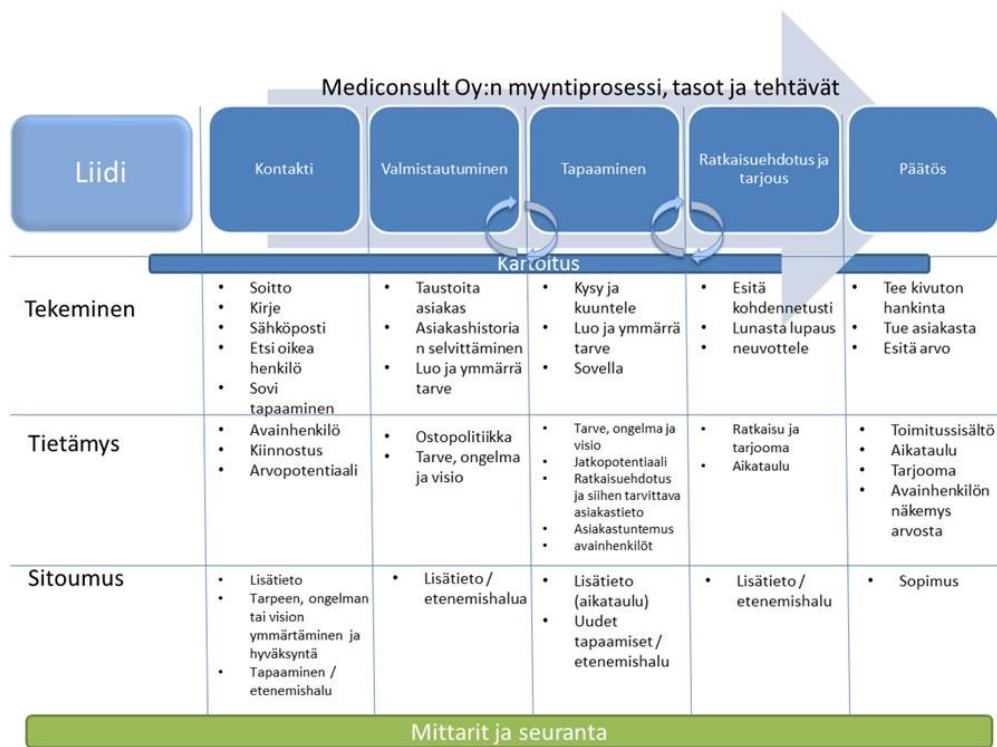 Mediconsult Oy:n myyntiprosessi, tasot ja tehtävät
Liidi
Kontakti
Valmistautuminen
Tapaaminen
Ratkaisuehdotus ja
tarjous
Päätös
Kartoitus
Tekeminen
• Soitto
• Kirje
• Sähköposti
• Etsi oikea
henkilö
• Sovi
tapaaminen
• Taustoita
asiakas
• Asiakashistoria
n selvittäminen
• Luo ja ymmärrä
tarve
• Kysy ja
kuuntele
• Luo ja ymmärrä
tarve
• Sovella
• Esitä
kohdennetusti
• Lunasta lupaus
• neuvottele
• Tee kivuton
hankinta
• Tue asiakasta
• Esitä arvo
Tietämys
• Avainhenkilö
• Kiinnostus
• Arvopotentiaali
• Ostopolitiikka
• Tarve, ongelma
ja visio
• Tarve, ongelma ja
visio
• Jatkopotentiaali
• Ratkaisuehdotus
ja siihen tarvittava
asiakastieto
• Asiakastuntemus
• avainhenkilöt
• Ratkaisu ja
tarjooma
• Aikataulu
• Toimitussisältö
• Aikataulu
• Tarjooma
• Avainhenkilön
näkemys
arvosta
Sitoumus
• Lisätieto
• Tarpeen, ongelman
tai vision
ymmärtäminen ja
hyväksyntä
• Tapaaminen /
etenemishalu
• Lisätieto /
etenemishalua
• Lisätieto
(aikataulu)
• Uudet
tapaamiset /
etenemishalu
• Lisätieto /
etenemishalu
• Sopimus
Mittarit ja seuranta